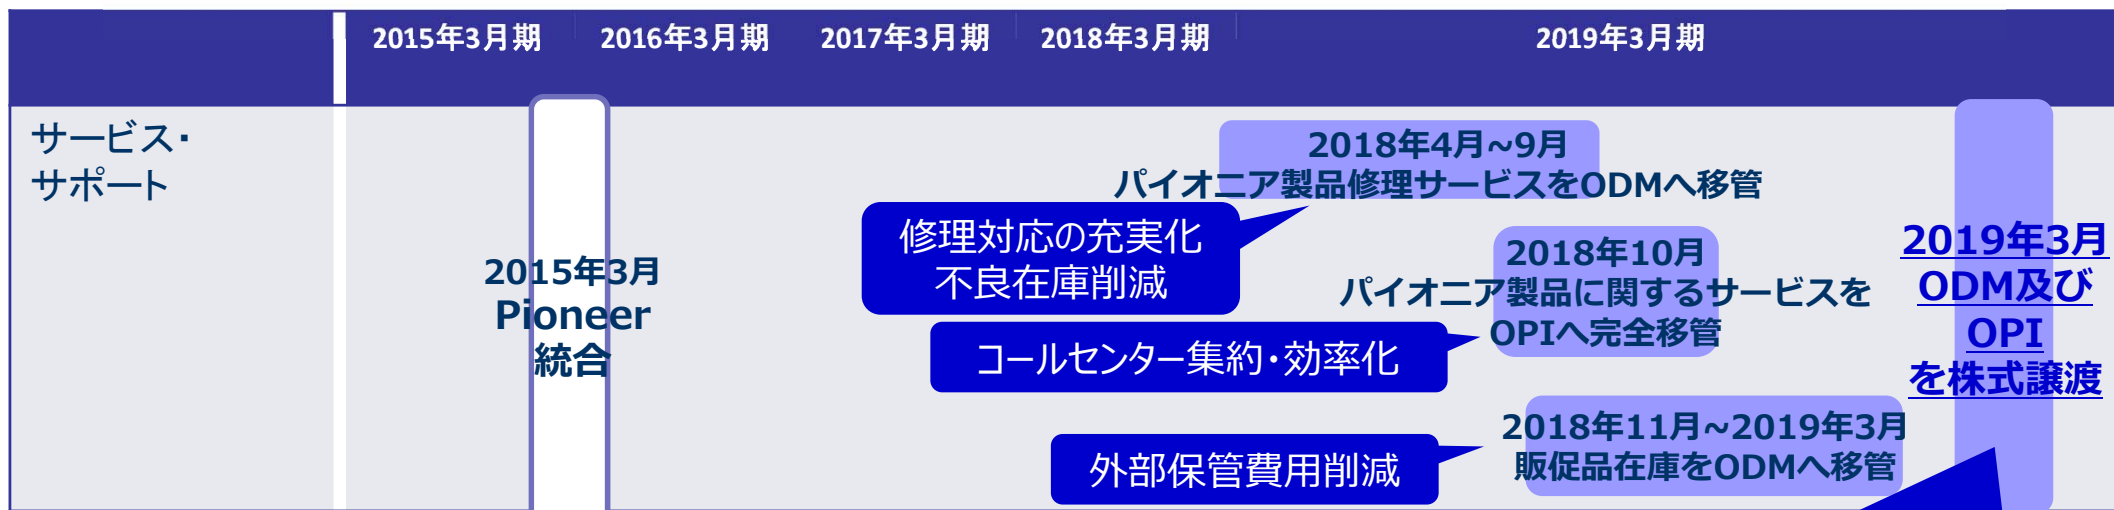 2015年3月期
2016年3月期
2017年3月期
2018年3月期
2019年3月期
サービス・
サポート
2015年3月
Pioneer
統合
2018年4月~9月
パイオニア製品修理サービスをODMへ移管
修理対応の充実化
不良在庫削減
2018年10月
パイオニア製品に関するサービスを
OPIへ完全移管
コールセンター集約・効率化
2018年11月~2019年3月
販促品在庫をODMへ移管
外部保管費用削減
2019年3月
ODM及び
OPI
を株式譲渡